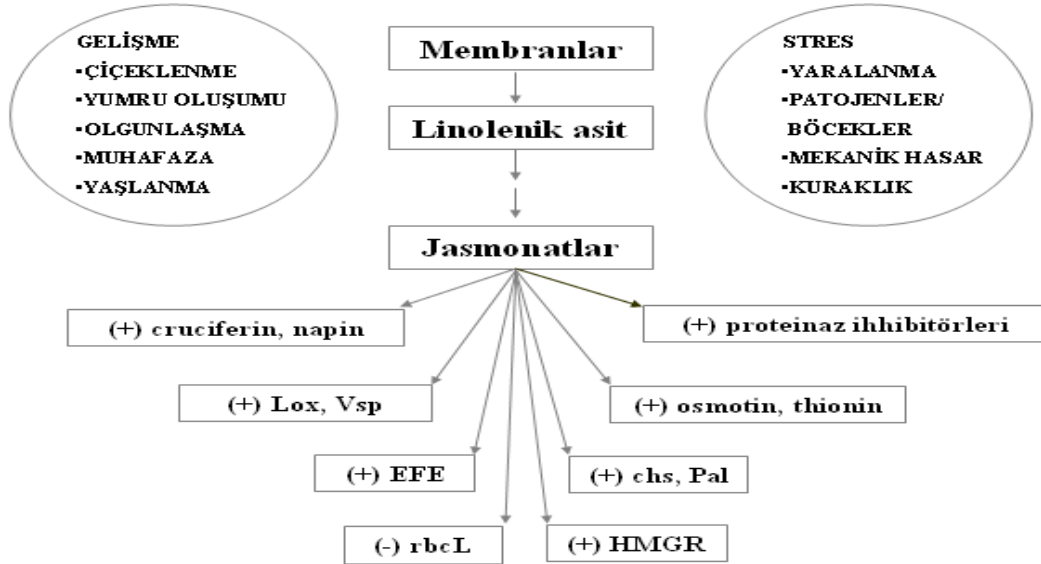 GELİŞME
▪ÇİÇEKLENME
▪YUMRU OLUŞUMU
▪OLGUNLAŞMA
▪MUHAFAZA
▪YAŞLANMA
Membranlar
Linolenik asit
Jasmonatlar
STRES
▪YARALANMA
▪PATOJENLER/
BÖCEKLER
▪MEKANİK HASAR
▪KURAKLIK
(+) cruciferin, napin
(+) proteinaz ihhibitörleri
(+) Lox, Vsp
(+) osmotin, thionin
(+) EFE
(+) chs, Pal
(-) rbcL
(+) HMGR